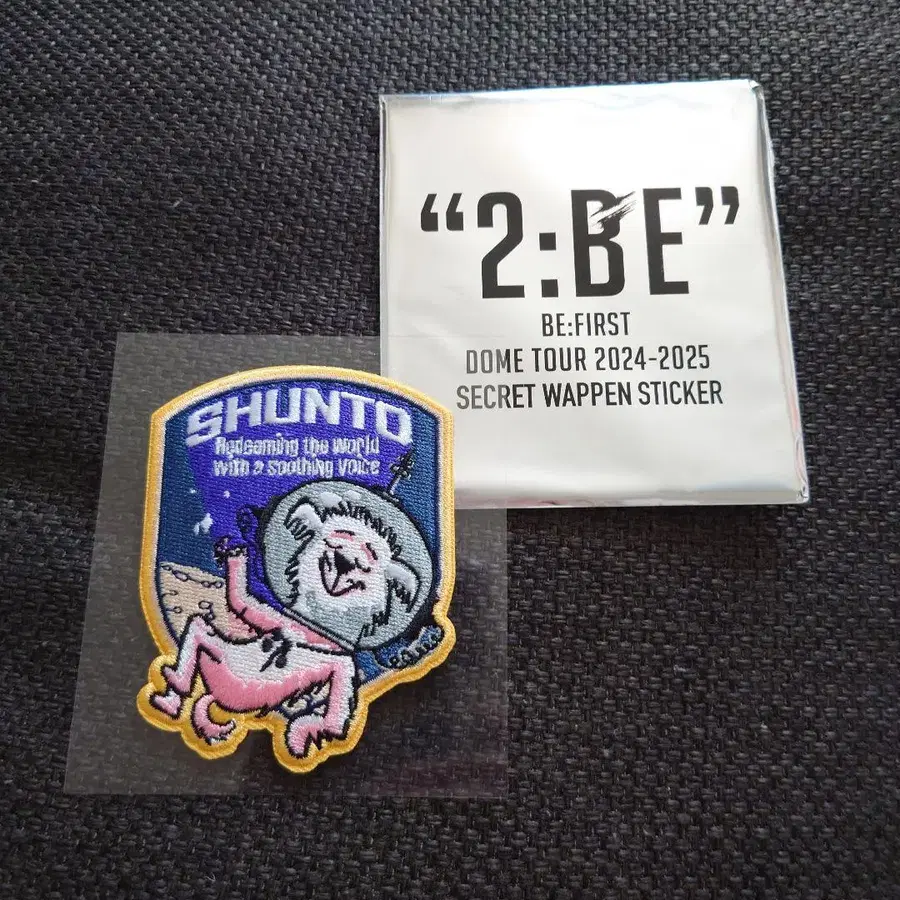 “2:BE”
BE:FIRST
DOME TOUR 2024-2025
SECRET WAPPEN STICKER
SHUNTO
Redeeming the world
with a soothing voice